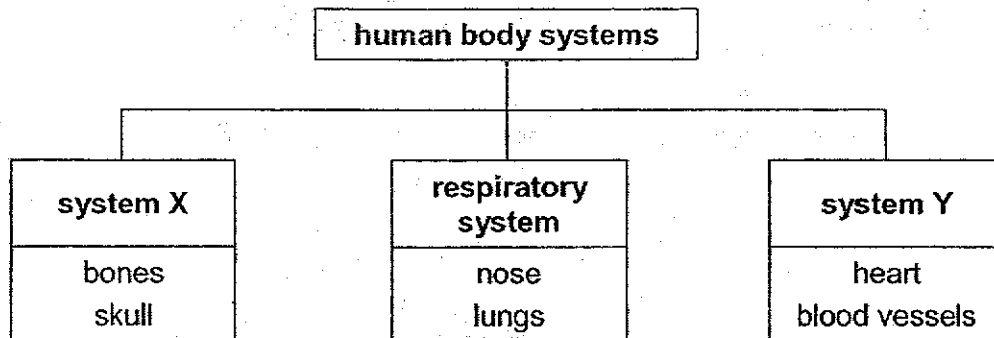 human body systems
system X
bones
skull
respiratory
system
nose
lungs
system Y
heart
blood vessels